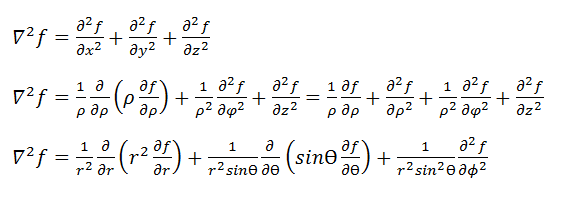 ∇²f = ∂²f/∂x² + ∂²f/∂y² + ∂²f/∂z²
∇²f = 1/ρ ∂/∂ρ (ρ ∂f/∂ρ) + 1/ρ² ∂²f/∂φ² + ∂²f/∂z² = 1/ρ ∂f/∂ρ + ∂²f/∂ρ² + 1/ρ² ∂²f/∂φ² + ∂²f/∂z²
∇²f = 1/r² ∂/∂r (r² ∂f/∂r) + 1/(r² sinθ) ∂/∂θ (sinθ ∂f/∂θ) + 1/(r² sin²θ) ∂²f/∂ϕ²